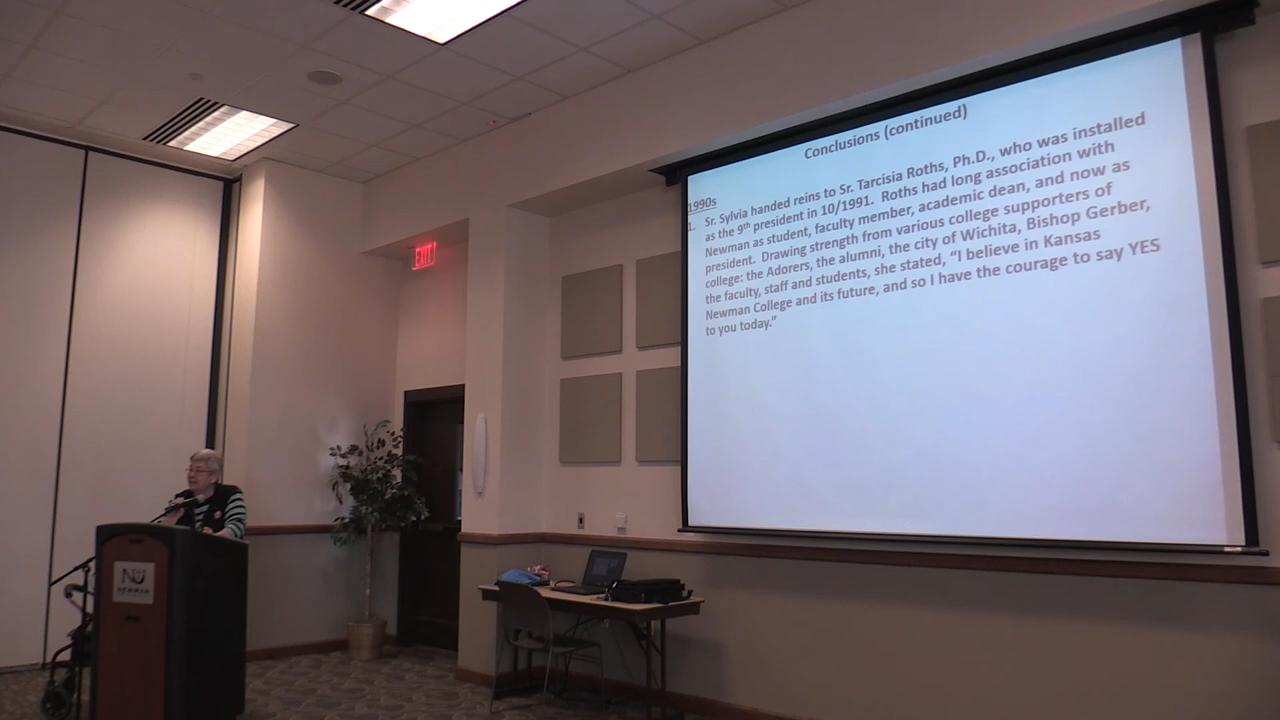 Conclusions (continued)
1990s
1. Sr. Sylvia handed reins to Sr. Tarcisia Roths, Ph.D., who was installed
as the 9th president in 10/1991. Roths had long association with
Newman as student, faculty member, academic dean, and now as
president. Drawing strength from various college supporters of
college: the Adorers, the alumni, the city of Wichita, Bishop Gerber,
the faculty, staff and students, she stated, “I believe in Kansas
Newman College and its future, and so I have the courage to say YES
to you today.”
EXIT
NU
NEWMAN